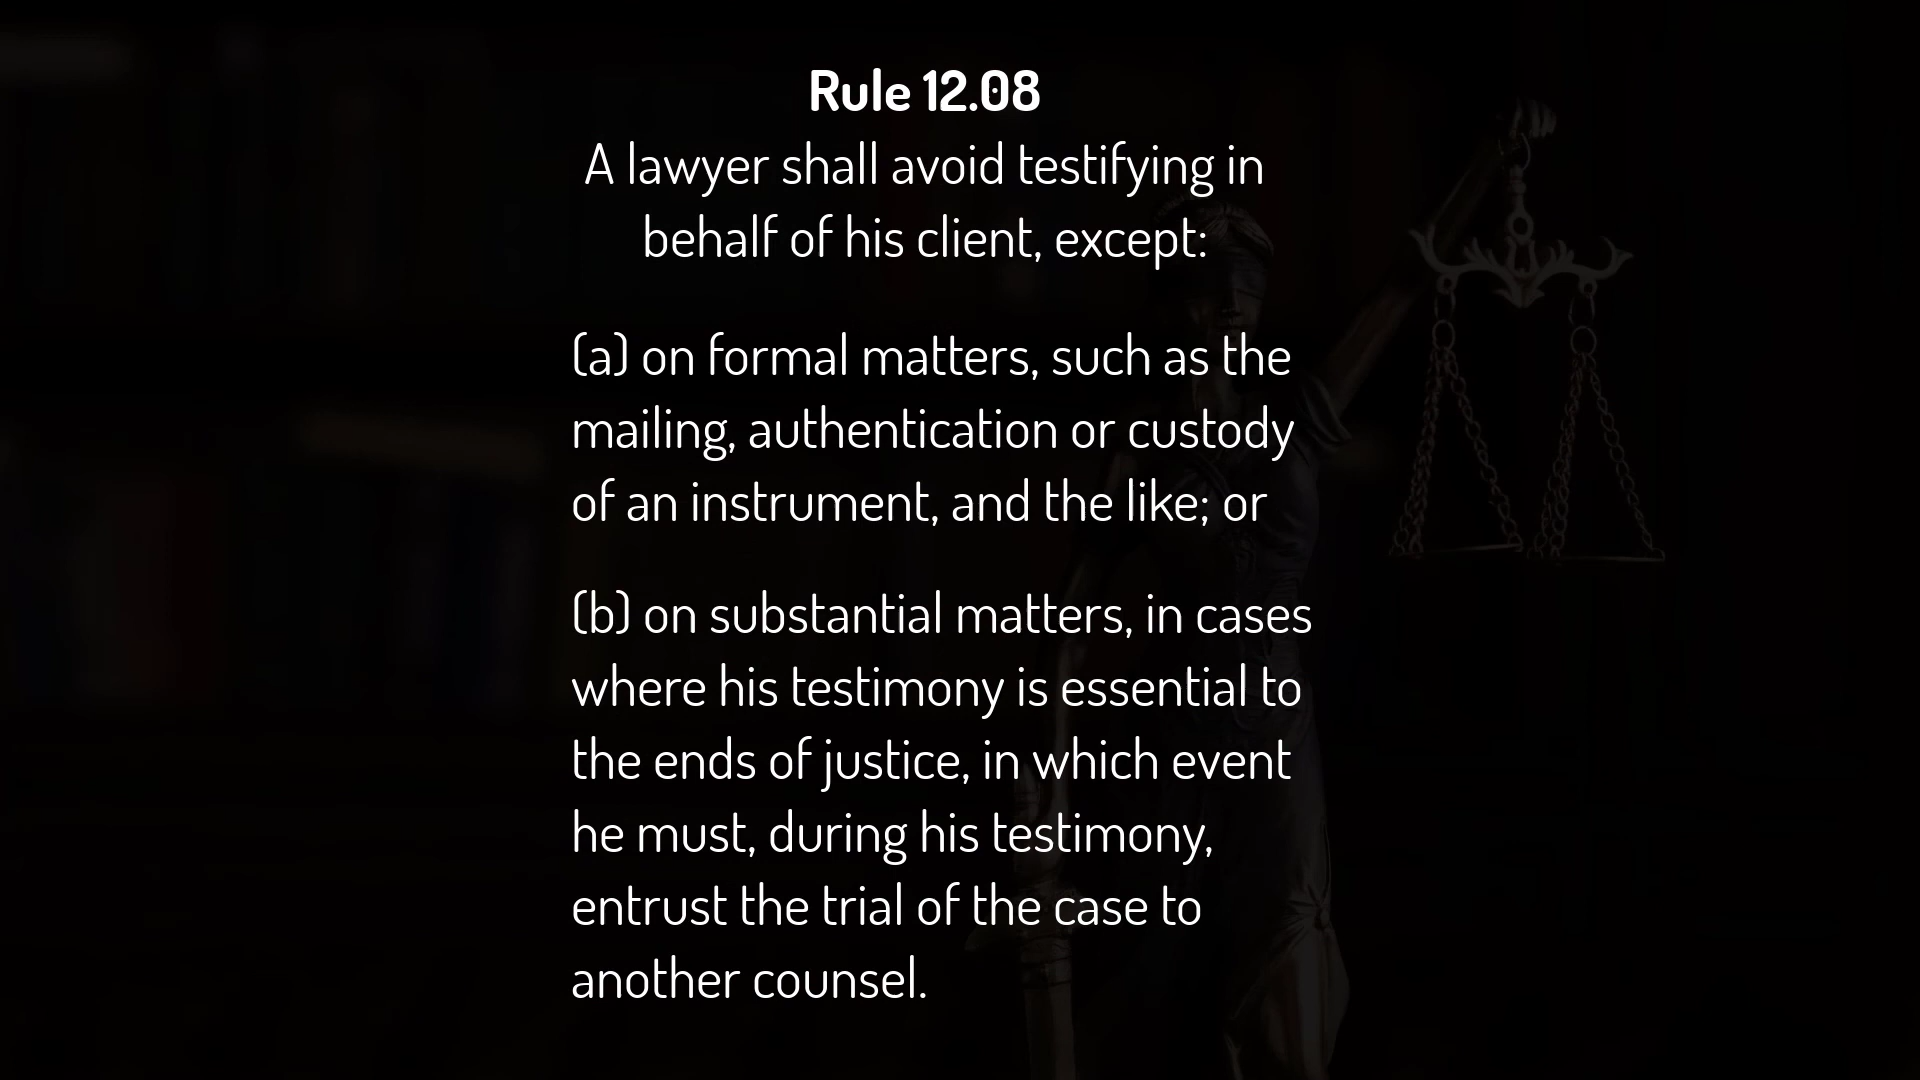 Rule 12.08
A lawyer shall avoid testifying in
behalf of his client, except:
(a) on formal matters, such as the
mailing, authentication or custody
of an instrument, and the like; or
(b) on substantial matters, in cases
where his testimony is essential to
the ends of justice, in which event
he must, during his testimony,
entrust the trial of the case to
another counsel.